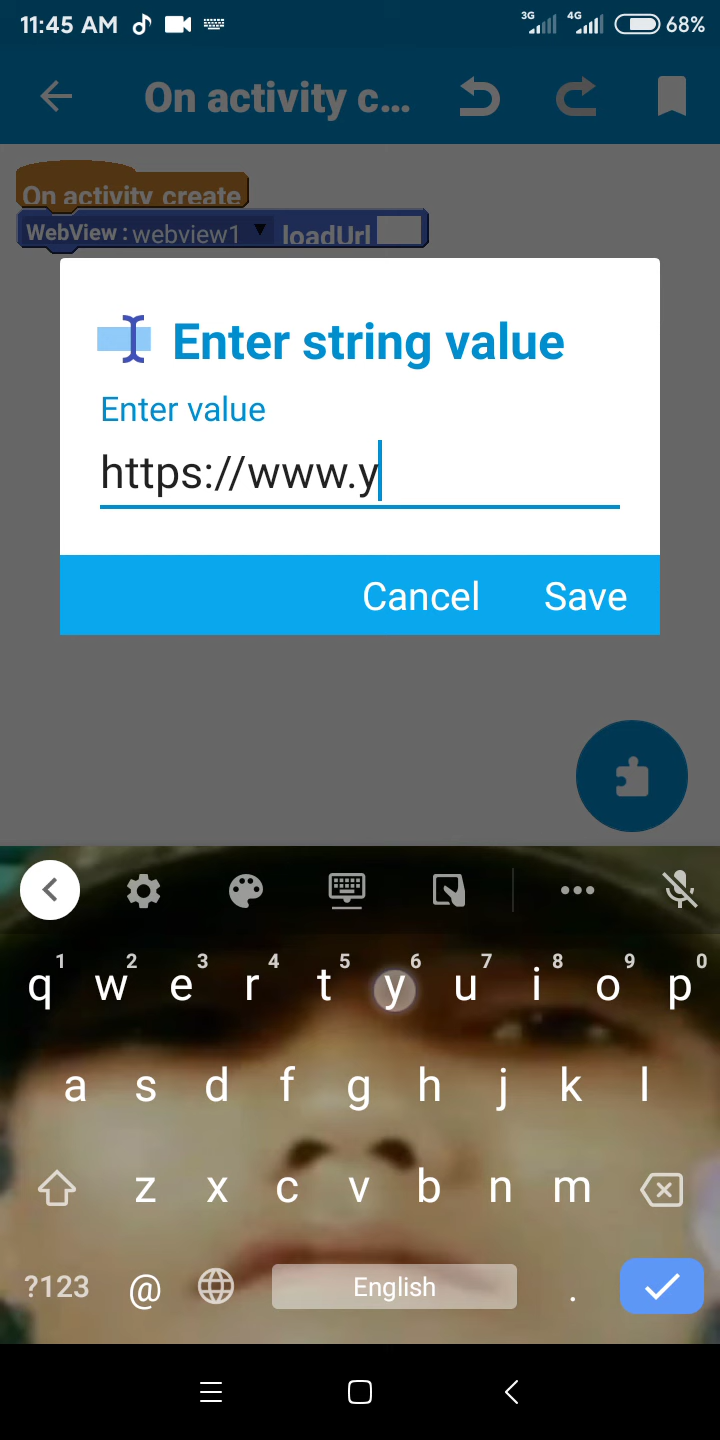 11:45 AM 3G 4G 68%
On activity c...
On activity create
WebView : webview1 loadUrl
Enter string value
Enter value
https://www.y
Cancel Save
1 2 3 4 5 6 7 8 9 0
q w e r t y u i o p
a s d f g h j k l
z x c v b n m
?123 @ English .